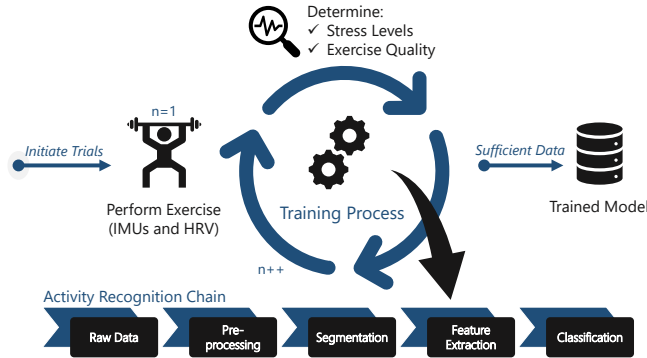 Determine:
✓ Stress Levels
✓ Exercise Quality
n=1
Initiate Trials
Sufficient Data
Perform Exercise
(IMUs and HRV)
Training Process
Trained Model
n++
Activity Recognition Chain
Raw Data
Pre-
processing
Segmentation
Feature
Extraction
Classification